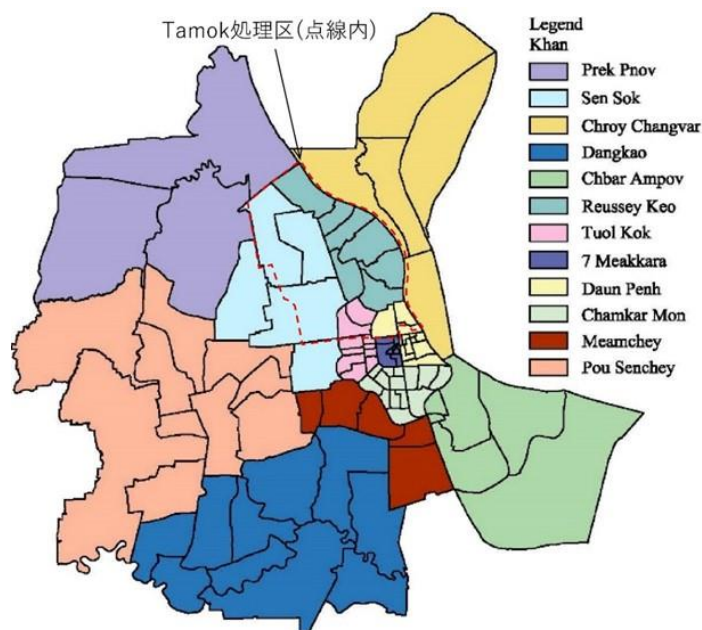 Tamok処理区(点線内)
Legend
Khan
Prek Pnov
Sen Sok
Chroy Changvar
Dangkao
Chbar Ampov
Reussey Keo
Tuol Kok
7 Meakkara
Daun Penh
Chamkar Mon
Meamchey
Pou Senchey